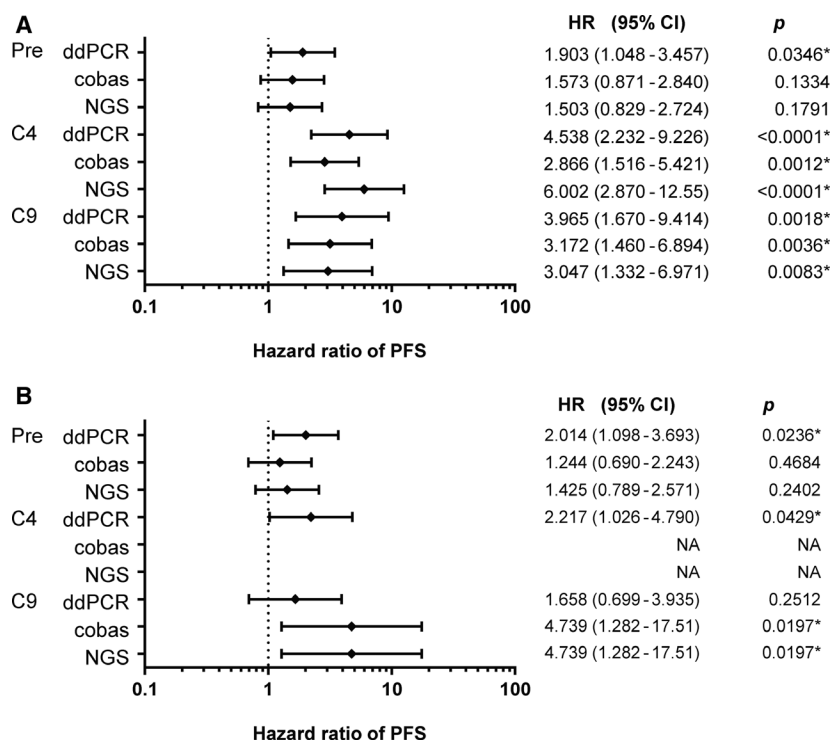 A
HR (95% CI) p
Pre ddPCR 1.903 (1.048 - 3.457) 0.0346*
cobas 1.573 (0.871 - 2.840) 0.1334
NGS 1.503 (0.829 - 2.724) 0.1791
C4 ddPCR 4.538 (2.232 - 9.226) <0.0001*
cobas 2.866 (1.516 - 5.421) 0.0012*
NGS 6.002 (2.870 - 12.55) <0.0001*
C9 ddPCR 3.965 (1.670 - 9.414) 0.0018*
cobas 3.172 (1.460 - 6.894) 0.0036*
NGS 3.047 (1.332 - 6.971) 0.0083*
0.1 1 10 100
Hazard ratio of PFS
B
HR (95% CI) p
Pre ddPCR 2.014 (1.098 - 3.693) 0.0236*
cobas 1.244 (0.690 - 2.243) 0.4684
NGS 1.425 (0.789 - 2.571) 0.2402
C4 ddPCR 2.217 (1.026 - 4.790) 0.0429*
cobas NA NA
NGS NA NA
C9 ddPCR 1.658 (0.699 - 3.935) 0.2512
cobas 4.739 (1.282 - 17.51) 0.0197*
NGS 4.739 (1.282 - 17.51) 0.0197*
0.1 1 10 100
Hazard ratio of PFS